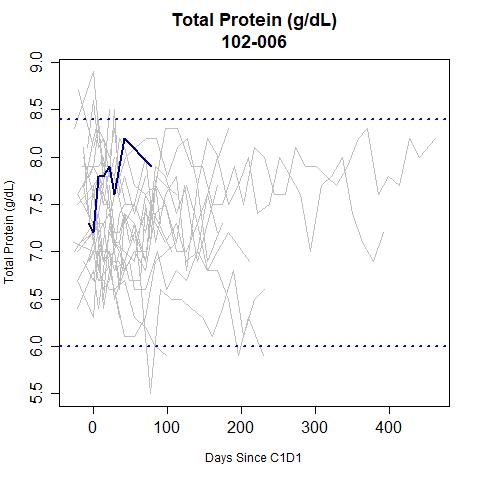 Total Protein (g/dL)
102-006
Total Protein (g/dL)
9.0
8.5
8.0
7.5
7.0
6.5
6.0
5.5
0 100 200 300 400
Days Since C1D1